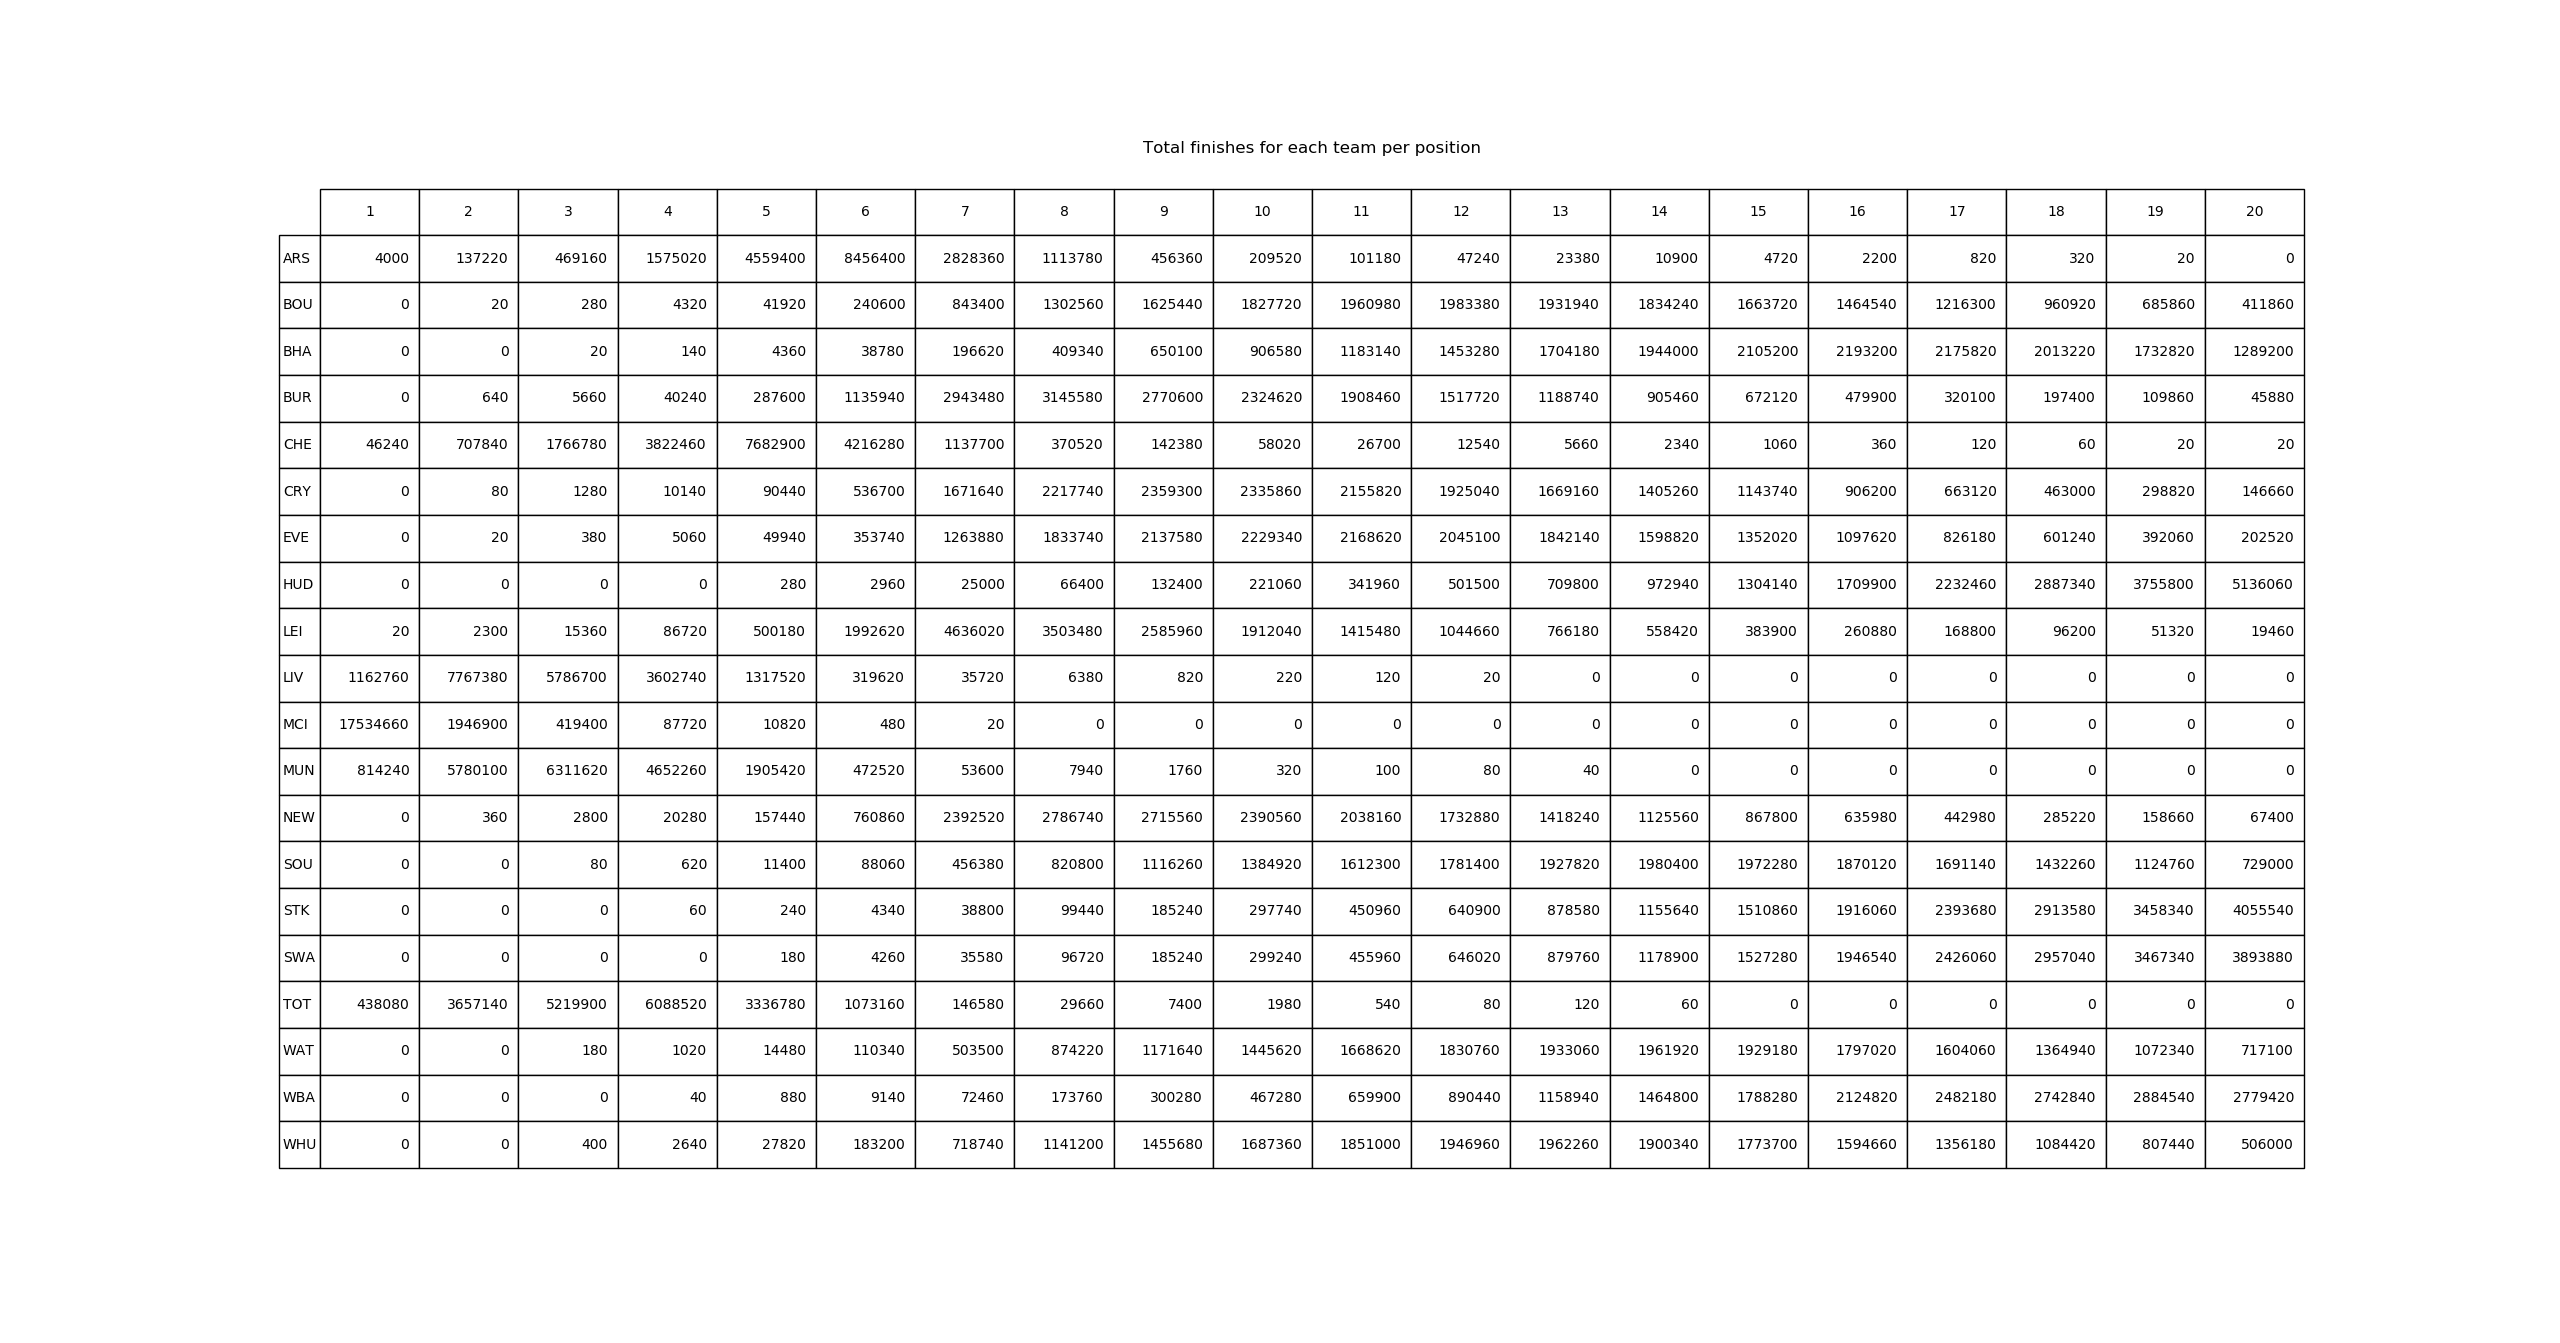 Total finishes for each team per position
1 2 3 4 5 6 7 8 9 10 11 12 13 14 15 16 17 18 19 20
ARS 4000 137220 469160 1575020 4559400 8456400 2828360 1113780 456360 209520 101180 47240 23380 10900 4720 2200 820 320 20 0
BOU 0 20 280 4320 41920 240600 843400 1302560 1625440 1827720 1960980 1983380 1931940 1834240 1663720 1464540 1216300 960920 685860 411860
BHA 0 0 20 140 4360 38780 196620 409340 650100 906580 1183140 1453280 1704180 1944000 2105200 2193200 2175820 2013220 1732820 1289200
BUR 0 640 5660 40240 287600 1135940 2943480 3145580 2770600 2324620 1908460 1517720 1188740 905460 672120 479900 320100 197400 109860 45880
CHE 46240 707840 1766780 3822460 7682900 4216280 1137700 370520 142380 58020 26700 12540 5660 2340 1060 360 120 60 20 20
CRY 0 80 1280 10140 90440 536700 1671640 2217740 2359300 2335860 2155820 1925040 1669160 1405260 1143740 906200 663120 463000 298820 146660
EVE 0 20 380 5060 49940 353740 1263880 1833740 2137580 2229340 2168620 2045100 1842140 1598820 1352020 1097620 826180 601240 392060 202520
HUD 0 0 0 0 280 2960 25000 66400 132400 221060 341960 501500 709800 972940 1304140 1709900 2232460 2887340 3755800 5136060
LEI 20 2300 15360 86720 500180 1992620 4636020 3503480 2585960 1912040 1415480 1044660 766180 558420 383900 260880 168800 96200 51320 19460
LIV 1162760 7767380 5786700 3602740 1317520 319620 35720 6380 820 220 120 20 0 0 0 0 0 0 0 0
MCI 17534660 1946900 419400 87720 10820 480 20 0 0 0 0 0 0 0 0 0 0 0 0 0
MUN 814240 5780100 6311620 4652260 1905420 472520 53600 7940 1760 320 100 80 40 0 0 0 0 0 0 0
NEW 0 360 2800 20280 157440 760860 2392520 2786740 2715560 2390560 2038160 1732880 1418240 1125560 867800 635980 442980 285220 158660 67400
SOU 0 0 80 620 11400 88060 456380 820800 1116260 1384920 1612300 1781400 1927820 1980400 1972280 1870120 1691140 1432260 1124760 729000
STK 0 0 0 60 240 4340 38800 99440 185240 297740 450960 640900 878580 1155640 1510860 1916060 2393680 2913580 3458340 4055540
SWA 0 0 0 0 180 4260 35580 96720 185240 299240 455960 646020 879760 1178900 1527280 1946540 2426060 2957040 3467340 3893880
TOT 438080 3657140 5219900 6088520 3336780 1073160 146580 29660 7400 1980 540 80 120 60 0 0 0 0 0 0
WAT 0 0 180 1020 14480 110340 503500 874220 1171640 1445620 1668620 1830760 1933060 1961920 1929180 1797020 1604060 1364940 1072340 717100
WBA 0 0 0 40 880 9140 72460 173760 300280 467280 659900 890440 1158940 1464800 1788280 2124820 2482180 2742840 2884540 2779420
WHU 0 0 400 2640 27820 183200 718740 1141200 1455680 1687360 1851000 1946960 1962260 1900340 1773700 1594660 1356180 1084420 807440 506000